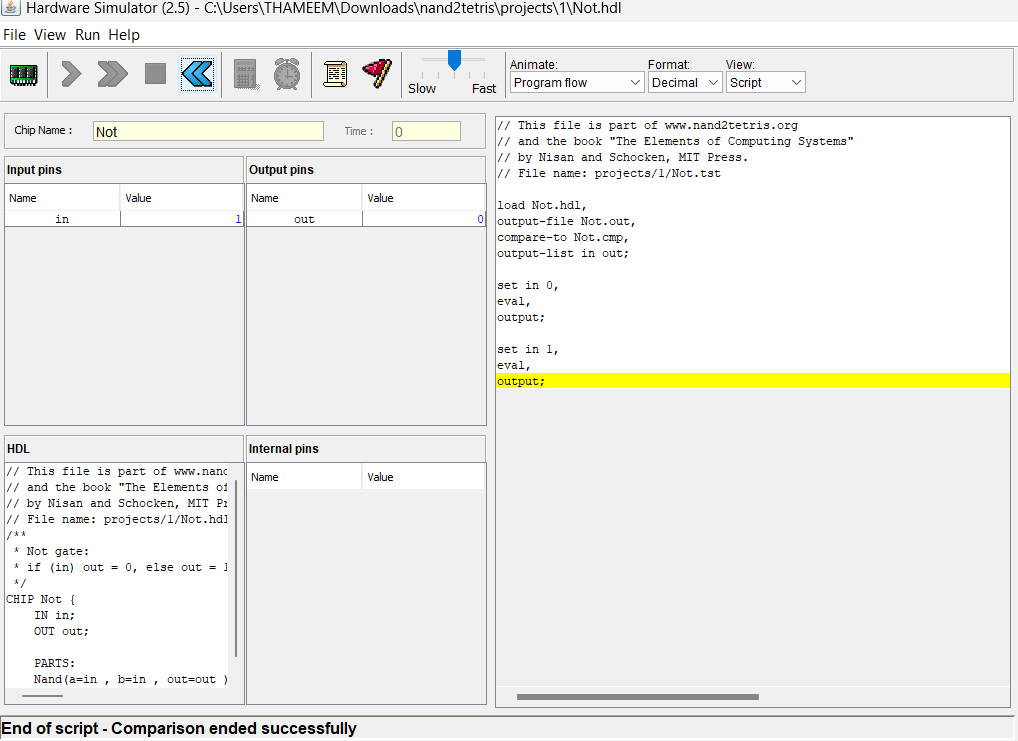 Hardware Simulator (2.5) - C:\Users\THAMEEM\Downloads\nand2tetris\projects\1\Not.hdl
File View Run Help
Slow Fast
Animate: Format: View:
Program flow Decimal Script
Chip Name : Not Time : 0
Input pins
Name Value
in 1
Output pins
Name Value
out 0
HDL
// This file is part of www.nand
// and the book "The Elements of
// by Nisan and Schocken, MIT Pr
// File name: projects/1/Not.hdl
/**
* Not gate:
* if (in) out = 0, else out = 1
*/
CHIP Not {
IN in;
OUT out;
PARTS:
Nand(a=in , b=in , out=out )
Internal pins
Name Value
// This file is part of www.nand2tetris.org
// and the book "The Elements of Computing Systems"
// by Nisan and Schocken, MIT Press.
// File name: projects/1/Not.tst
load Not.hdl,
output-file Not.out,
compare-to Not.cmp,
output-list in out;
set in 0,
eval,
output;
set in 1,
eval,
output;
End of script - Comparison ended successfully